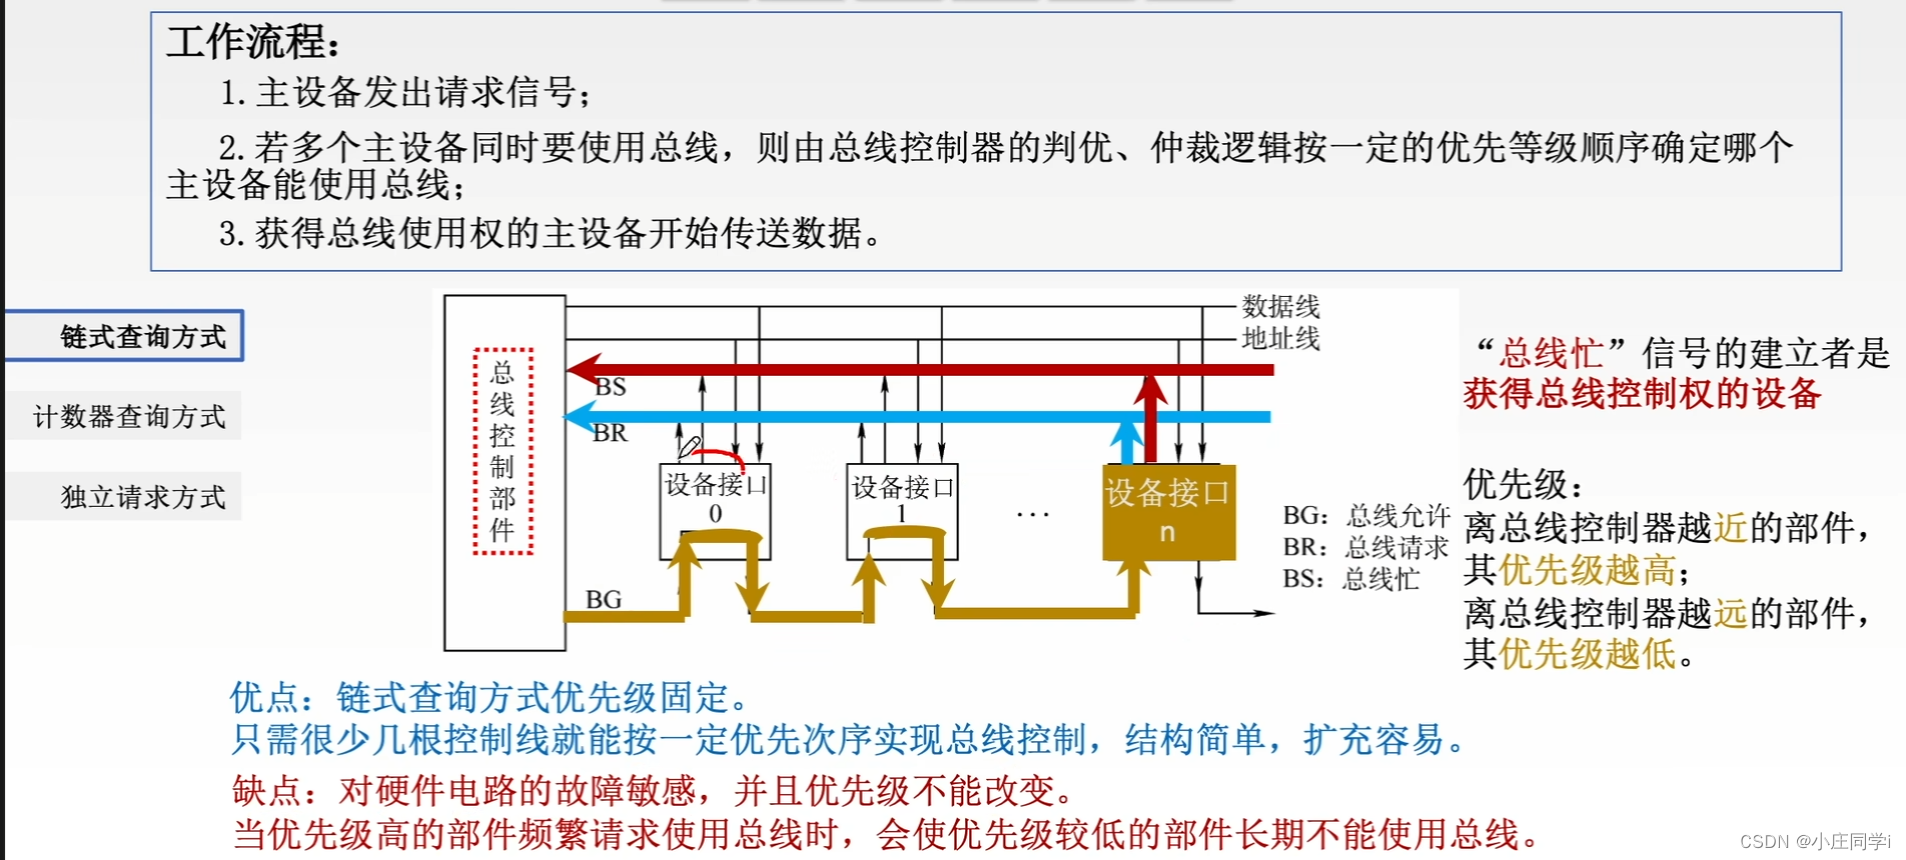 工作流程：
1. 主设备发出请求信号；
2. 若多个主设备同时要使用总线，则由总线控制器的判优、仲裁逻辑按一定的优先等级顺序确定哪个
主设备能使用总线；
3. 获得总线使用权的主设备开始传送数据。
链式查询方式
计数器查询方式
独立请求方式
总线控制部件
数据线
地址线
BS
BR
设备接口
0
设备接口
1
...
设备接口
n
BG
BG：总线允许
BR：总线请求
BS：总线忙
“总线忙”信号的建立者是
获得总线控制权的设备
优先级：
离总线控制器越近的部件，
其优先级越高；
离总线控制器越远的部件，
其优先级越低。
优点：链式查询方式优先级固定。
只需很少几根控制线就能按一定优先次序实现总线控制，结构简单，扩充容易。
缺点：对硬件电路的故障敏感，并且优先级不能改变。
当优先级高的部件频繁请求使用总线时，会使优先级较低的部件长期不能使用总线。
CSDN @小庄同学i